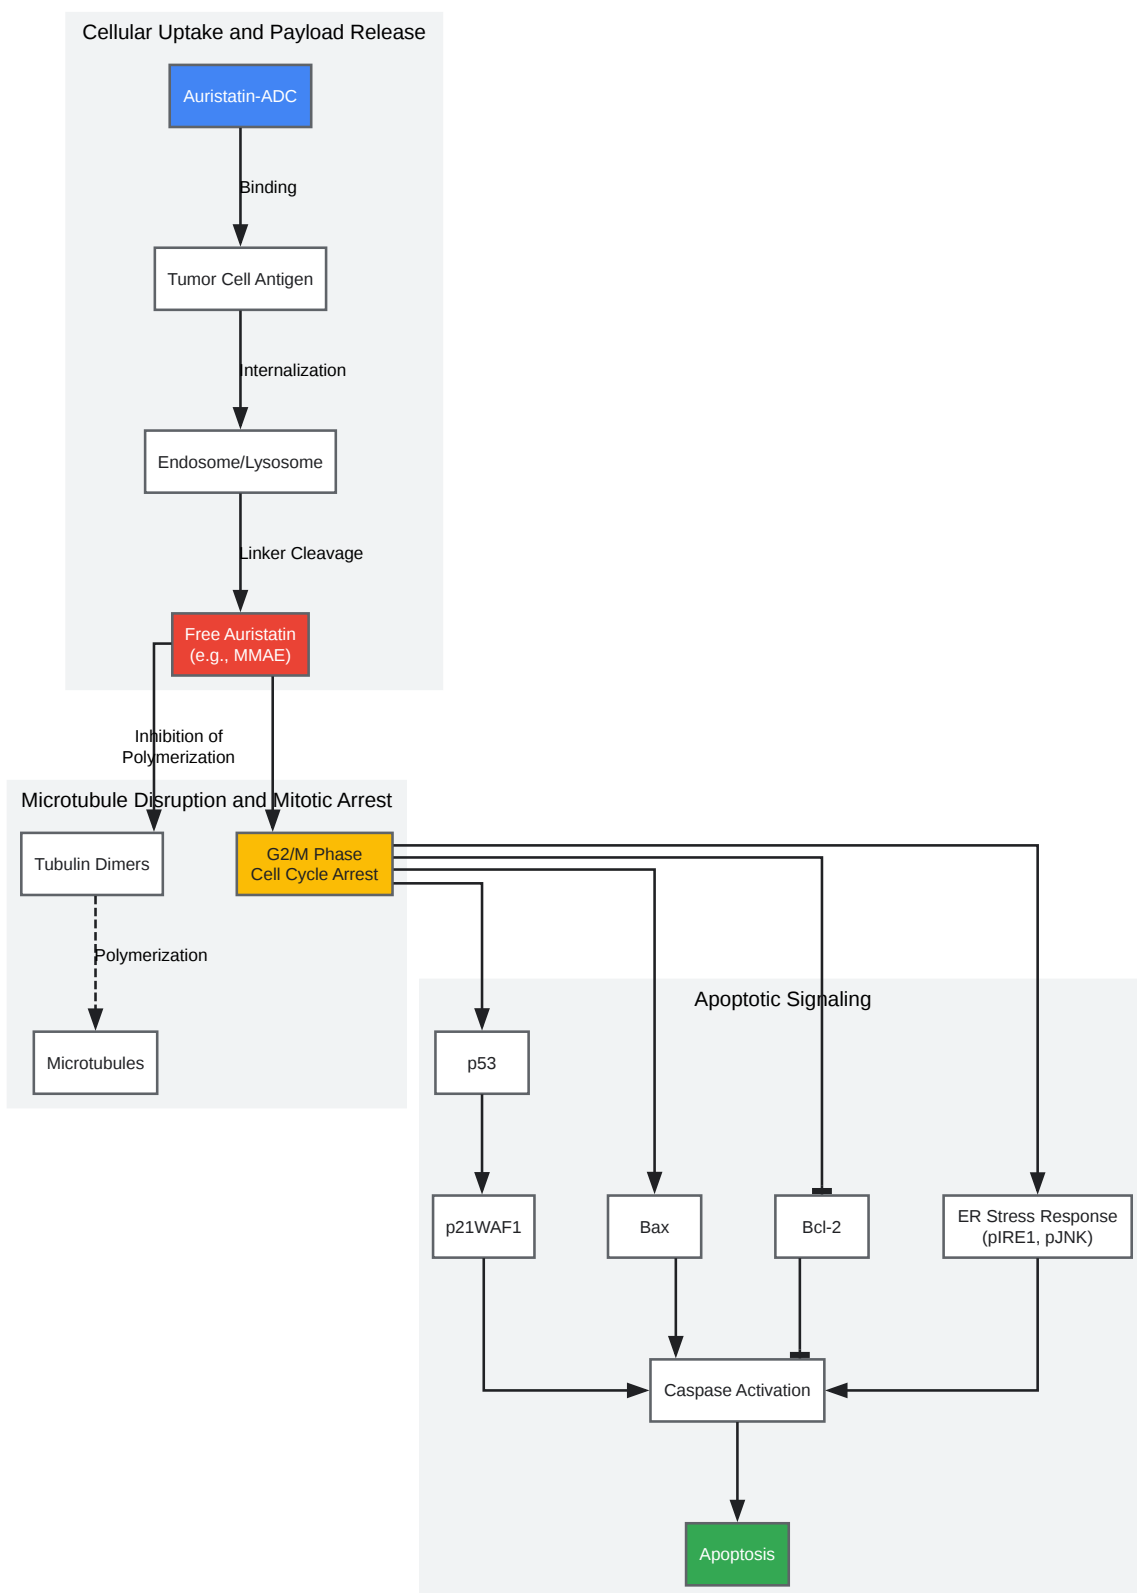 Cellular Uptake and Payload Release
Auristatin-ADC
Binding
Tumor Cell Antigen
Internalization
Endosome/Lysosome
Linker Cleavage
Free Auristatin
(e.g., MMAE)
Inhibition of
Polymerization
Microtubule Disruption and Mitotic Arrest
Tubulin Dimers
G2/M Phase
Cell Cycle Arrest
Polymerization
Microtubules
Apoptotic Signaling
p53
p21WAF1
Bax
Bcl-2
ER Stress Response
(pIRE1, pJNK)
Caspase Activation
Apoptosis